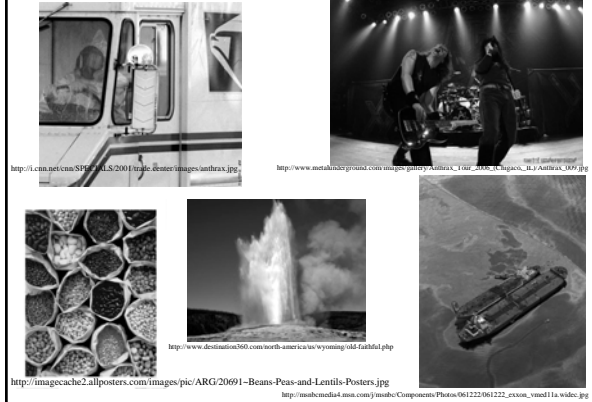 http://i.cnn.net/cnn/SPECIALS/2001/trade.center/images/anthrax.jpg
http://www.metalunderground.com/images/gallery/Anthrax_Tour_2006_(Chigaco,_IL)/Anthrax_009.jpg
http://www.destination360.com/north-america/us/wyoming/old-faithful.php
http://imagecache2.allposters.com/images/pic/ARG/20691~Beans-Peas-and-Lentils-Posters.jpg
http://msnbcmedia4.msn.com/j/msnbc/Components/Photos/061222/061222_exxon_vmed11a.widec.jpg